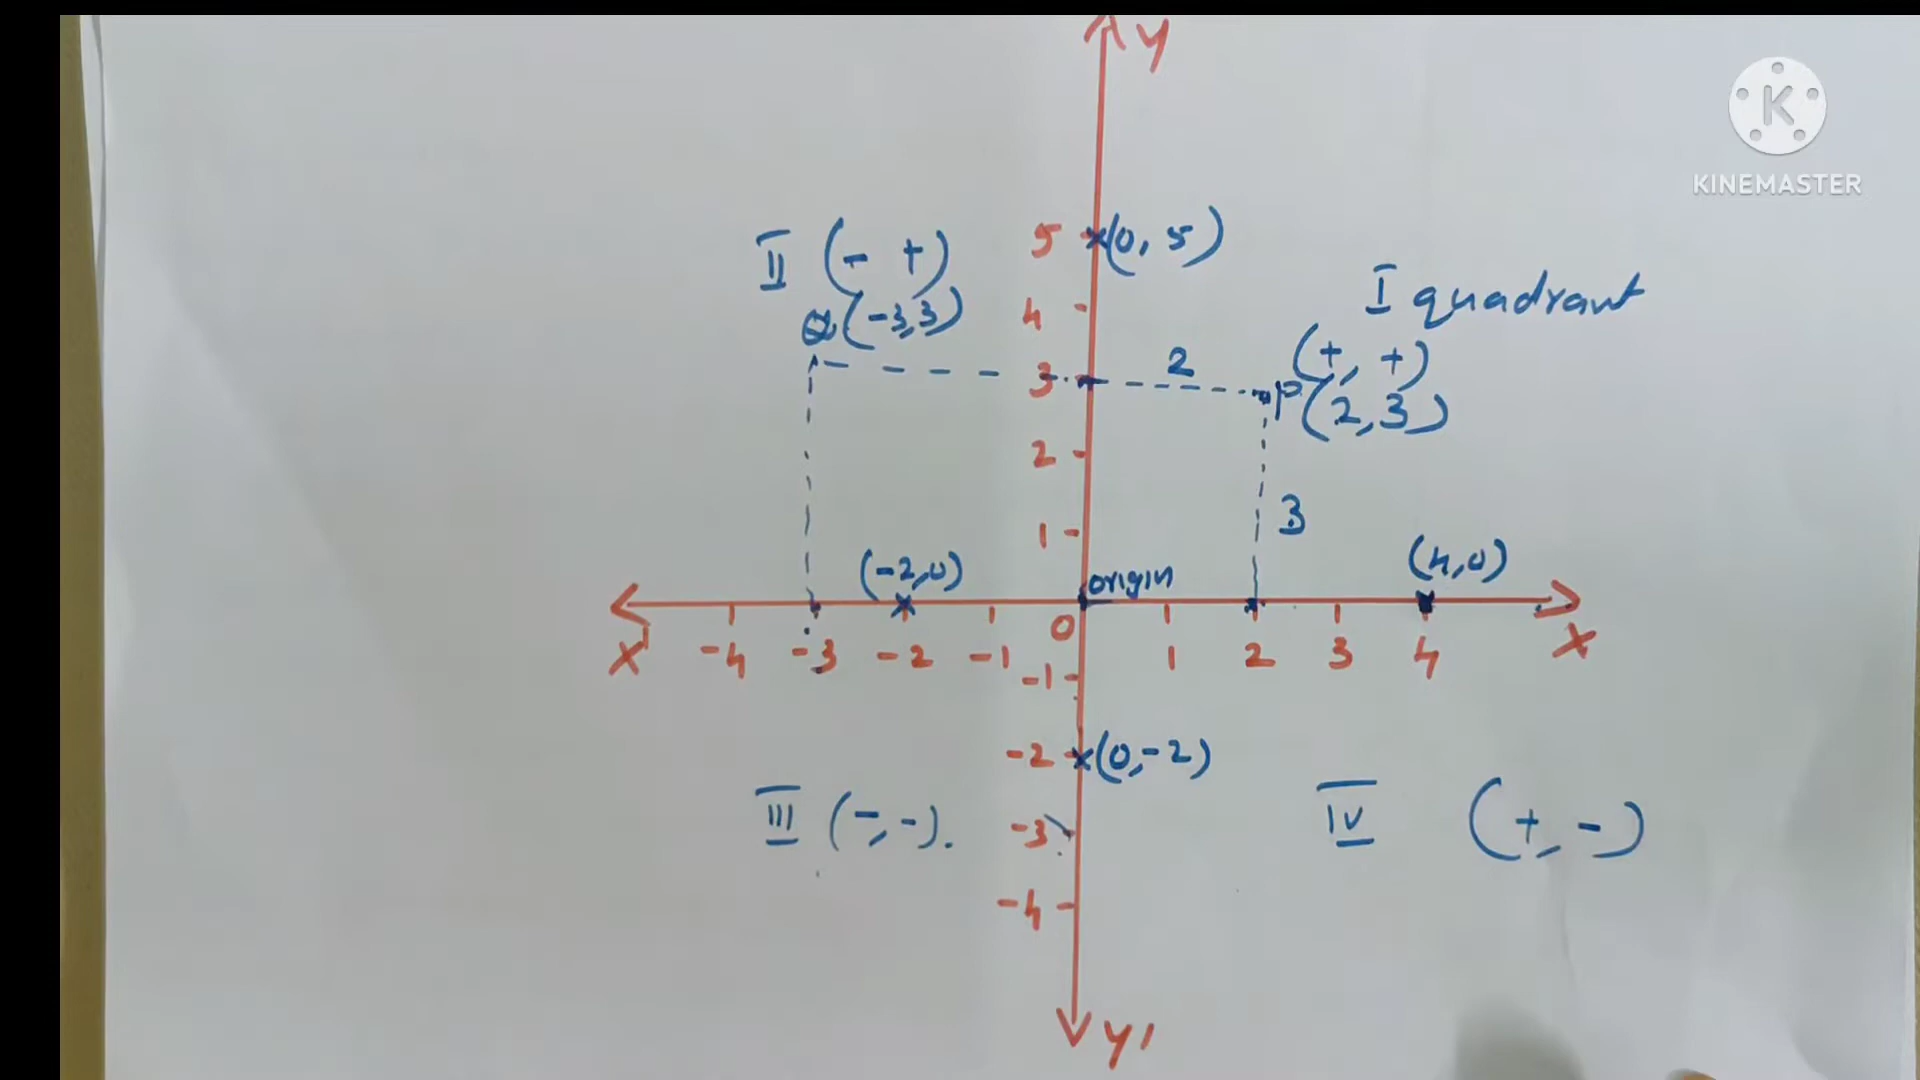 Y
KINEMASTER
5 (0, 5)
II (- +)
I quadrant
4
Q(-3,3)
(+, +)
3
2
P(2,3)
2
3
1
(-2,0)
origin
(4,0)
X'
-4 -3 -2 -1 0 1 2 3 4
X
-1
-2 (0,-2)
III (-,-).
-3
IV (+,-)
-4
Y'